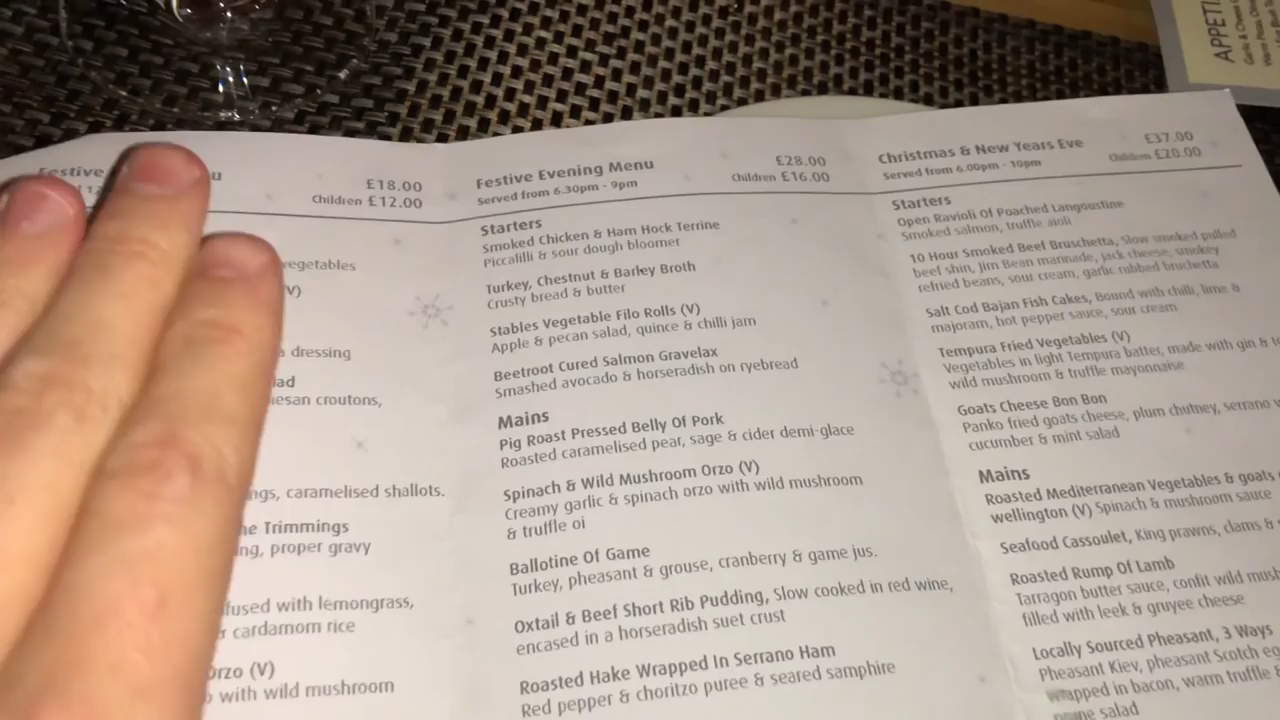 APPETI
Festive
£18.00
Children £12.00
vegetables
V)
dressing
ad
esan croutons,
ngs, caramelised shallots.
he Trimmings
ng, proper gravy
fused with lemongrass,
cardamom rice
Orzo (V)
with wild mushroom
Festive Evening Menu £28.00
Served from 6.30pm - 9pm Children £16.00
Starters
Smoked Chicken & Ham Hock Terrine
Piccalilli & sour dough bloomer
Turkey, Chestnut & Barley Broth
Crusty bread & butter
Stables Vegetable Filo Rolls (V)
Apple & pecan salad, quince & chilli jam
Beetroot Cured Salmon Gravelax
Smashed avocado & horseradish on ryebread
Mains
Pig Roast Pressed Belly Of Pork
Roasted caramelised pear, sage & cider demi-glace
Spinach & Wild Mushroom Orzo (V)
Creamy garlic & spinach orzo with wild mushroom
& truffle oi
Ballotine Of Game
Turkey, pheasant & grouse, cranberry & game jus.
Oxtail & Beef Short Rib Pudding, Slow cooked in red wine,
encased in a horseradish suet crust
Roasted Hake Wrapped In Serrano Ham
Red pepper & choritzo puree & seared samphire
Christmas & New Years Eve £37.00
Served from 6.00pm - 10pm Children £20.00
Starters
Open Ravioli Of Poached Langoustine
Smoked salmon, truffle aioli
10 Hour Smoked Beef Bruschetta, Slow smoked pulled
beef shin, Jim Bean marinade, jack cheese, smokey
refried beans, sour cream, garlic rubbed bruchetta
Salt Cod Bajan Fish Cakes, Bound with chilli, lime &
majoram, hot pepper sauce, sour cream
Tempura Fried Vegetables (V)
Vegetables in light Tempura batter, made with gin &
wild mushroom & truffle mayonnaise
Goats Cheese Bon Bon
Panko fried goats cheese, plum chutney, serrano
cucumber & mint salad
Mains
Roasted Mediterranean Vegetables & goats
wellington (V) Spinach & mushroom sauce
Seafood Cassoulet, King prawns, clams &
Roasted Rump Of Lamb
Tarragon butter sauce, confit wild mush
filled with leek & gruyee cheese
Locally Sourced Pheasant, 3 Ways
Pheasant Kiev, pheasant Scotch eg
wrapped in bacon, warm truffle &
salad